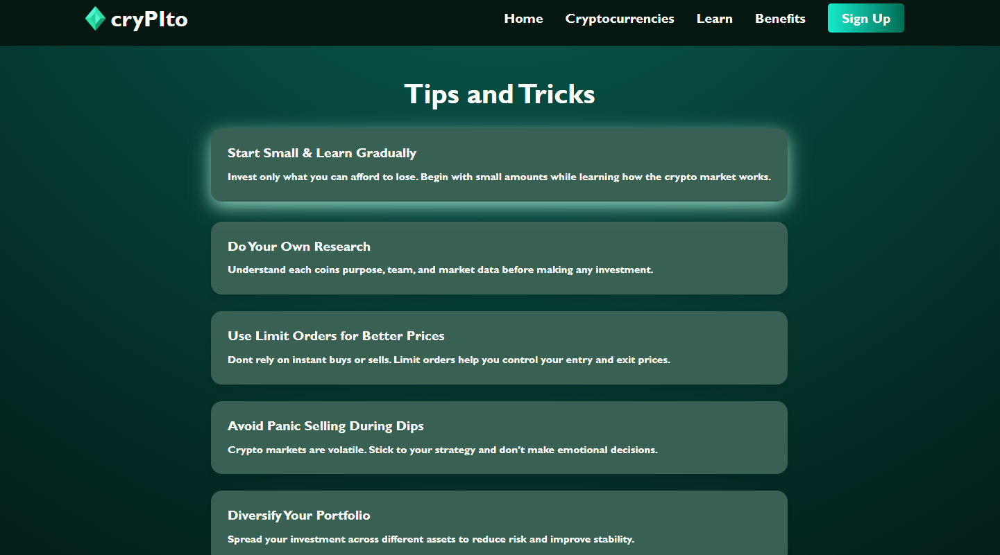 cryPIto
Home Cryptocurrencies Learn Benefits Sign Up
Tips and Tricks
Start Small & Learn Gradually
Invest only what you can afford to lose. Begin with small amounts while learning how the crypto market works.
Do Your Own Research
Understand each coins purpose, team, and market data before making any investment.
Use Limit Orders for Better Prices
Dont rely on instant buys or sells. Limit orders help you control your entry and exit prices.
Avoid Panic Selling During Dips
Crypto markets are volatile. Stick to your strategy and don’t make emotional decisions.
Diversify Your Portfolio
Spread your investment across different assets to reduce risk and improve stability.